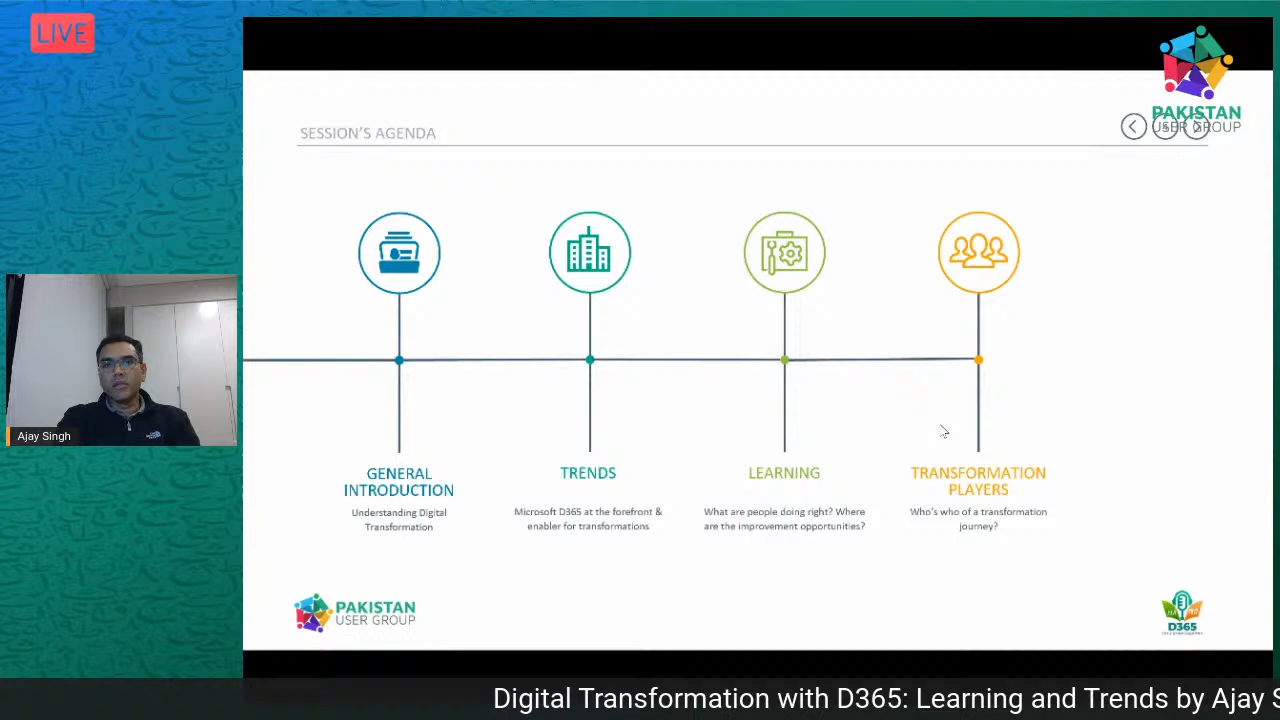 LIVE
PAKISTAN
USER GROUP
SESSION'S AGENDA
GENERAL
INTRODUCTION
Understanding Digital
Transformation
TRENDS
Microsoft D365 at the forefront &
enabler for transformations
LEARNING
What are people doing right? Where
are the improvement opportunities?
TRANSFORMATION
PLAYERS
Who's who of a transformation
journey?
Ajay Singh
PAKISTAN
USER GROUP
D365
Digital Transformation with D365: Learning and Trends by Ajay S